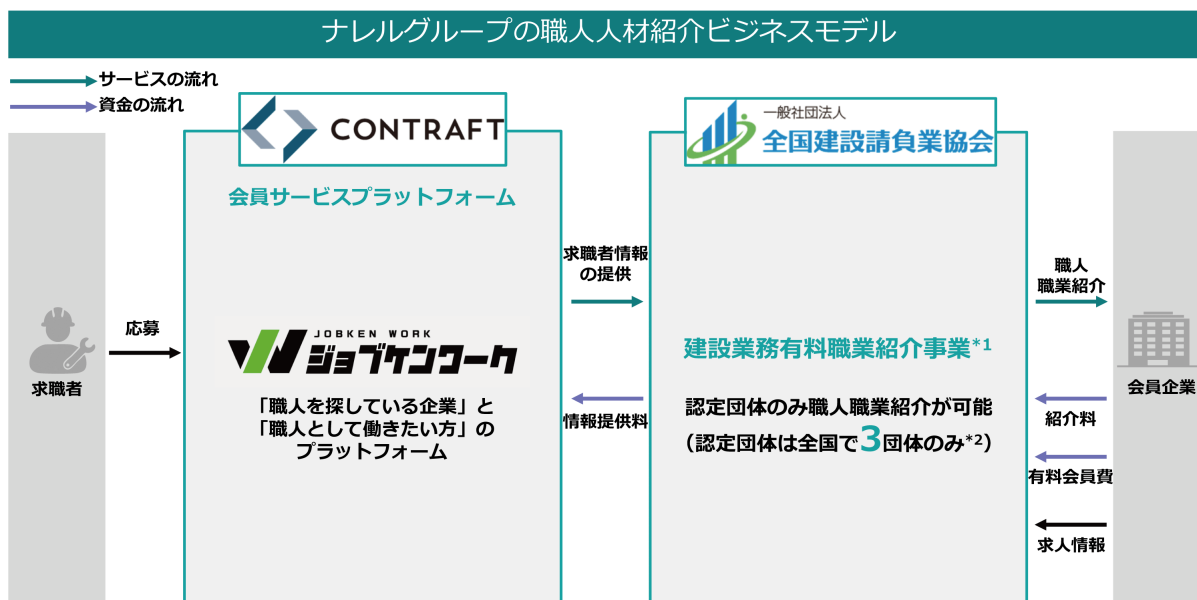 ナレルグループの職人人材紹介ビジネスモデル
サービスの流れ
資金の流れ
CONTRAFT
一般社団法人
全国建設請負業協会
会員サービスプラットフォーム
求職者情報
の提供
職人
職業紹介
応募
JOBKEN WORK
ジョブケンワーク
建設業務有料職業紹介事業*1
求職者
会員企業
「職人を探している企業」と
「職人として働きたい方」の
プラットフォーム
情報提供料
認定団体のみ職人職業紹介が可能
（認定団体は全国で3団体のみ*2）
紹介料
有料会員費
求人情報